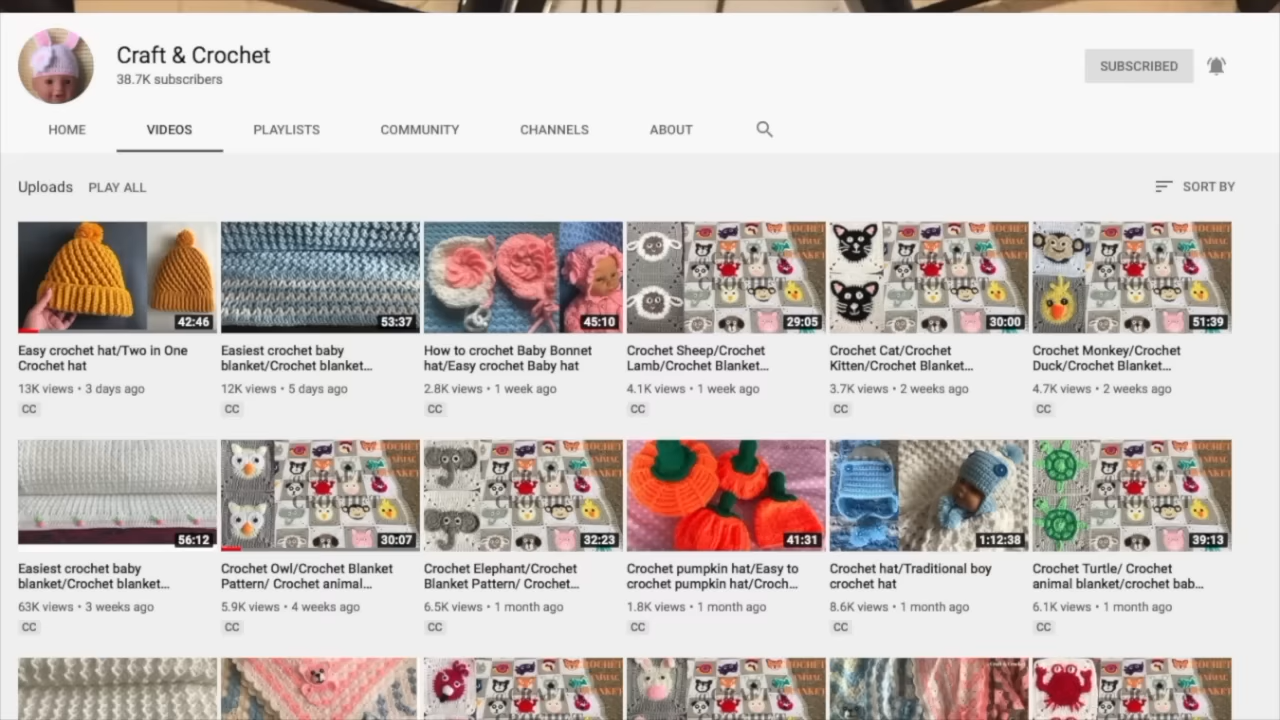 Craft & Crochet
38.7K subscribers
SUBSCRIBED
HOME
VIDEOS
PLAYLISTS
COMMUNITY
CHANNELS
ABOUT
Uploads
PLAY ALL
SORT BY
42:46
53:37
45:10
29:05
30:00
51:39
Easy crochet hat/Two in One
Crochet hat
13K views • 3 days ago
CC
Easiest crochet baby
blanket/Crochet blanket...
12K views • 5 days ago
CC
How to crochet Baby Bonnet
hat/Easy crochet Baby hat
2.8K views • 1 week ago
CC
Crochet Sheep/Crochet
Lamb/Crochet Blanket...
4.1K views • 1 week ago
CC
Crochet Cat/Crochet
Kitten/Crochet Blanket...
3.7K views • 2 weeks ago
CC
Crochet Monkey/Crochet
Duck/Crochet Blanket...
4.7K views • 2 weeks ago
CC
56:12
30:07
32:23
41:31
1:12:38
39:13
Easiest crochet baby
blanket/Crochet blanket...
63K views • 3 weeks ago
CC
Crochet Owl/Crochet Blanket
Pattern/ Crochet animal...
5.9K views • 4 weeks ago
CC
Crochet Elephant/Crochet
Blanket Pattern/ Crochet...
6.5K views • 1 month ago
CC
Crochet pumpkin hat/Easy to
crochet pumpkin hat/Croch...
1.8K views • 1 month ago
CC
Crochet hat/Traditional boy
crochet hat
8.6K views • 1 month ago
CC
Crochet Turtle/ Crochet
animal blanket/crochet bab...
6.1K views • 1 month ago
CC